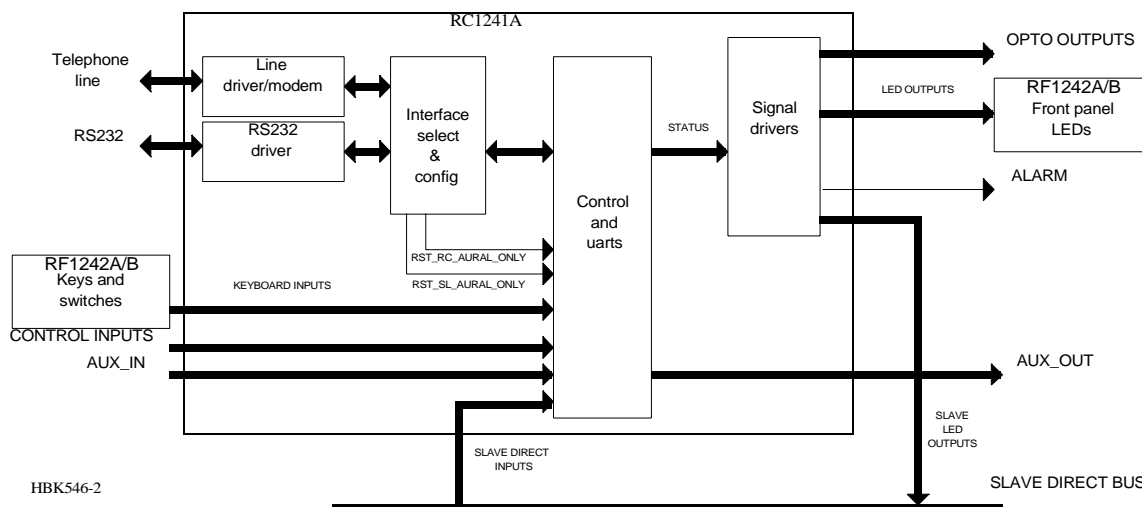 RC1241A
Telephone
line
Line
driver/modem
RS232
RS232
driver
Interface
select
&
config
Signal
drivers
OPTO OUTPUTS
LED OUTPUTS
RF1242A/B
Front panel
LEDs
STATUS
ALARM
Control
and
uarts
RST_RC_AURAL_ONLY
RST_SL_AURAL_ONLY
RF1242A/B
Keys and
switches
KEYBOARD INPUTS
CONTROL INPUTS
AUX_IN
AUX_OUT
SLAVE
LED
OUTPUTS
SLAVE DIRECT
INPUTS
HBK546-2
SLAVE DIRECT BUS